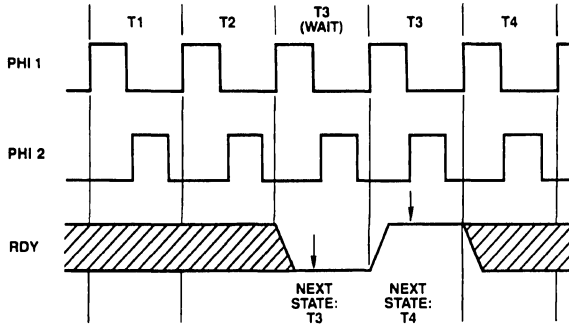 T1
T2
T3
(WAIT)
T3
T4
PHI 1
PHI 2
RDY
NEXT
STATE:
T3
NEXT
STATE:
T4